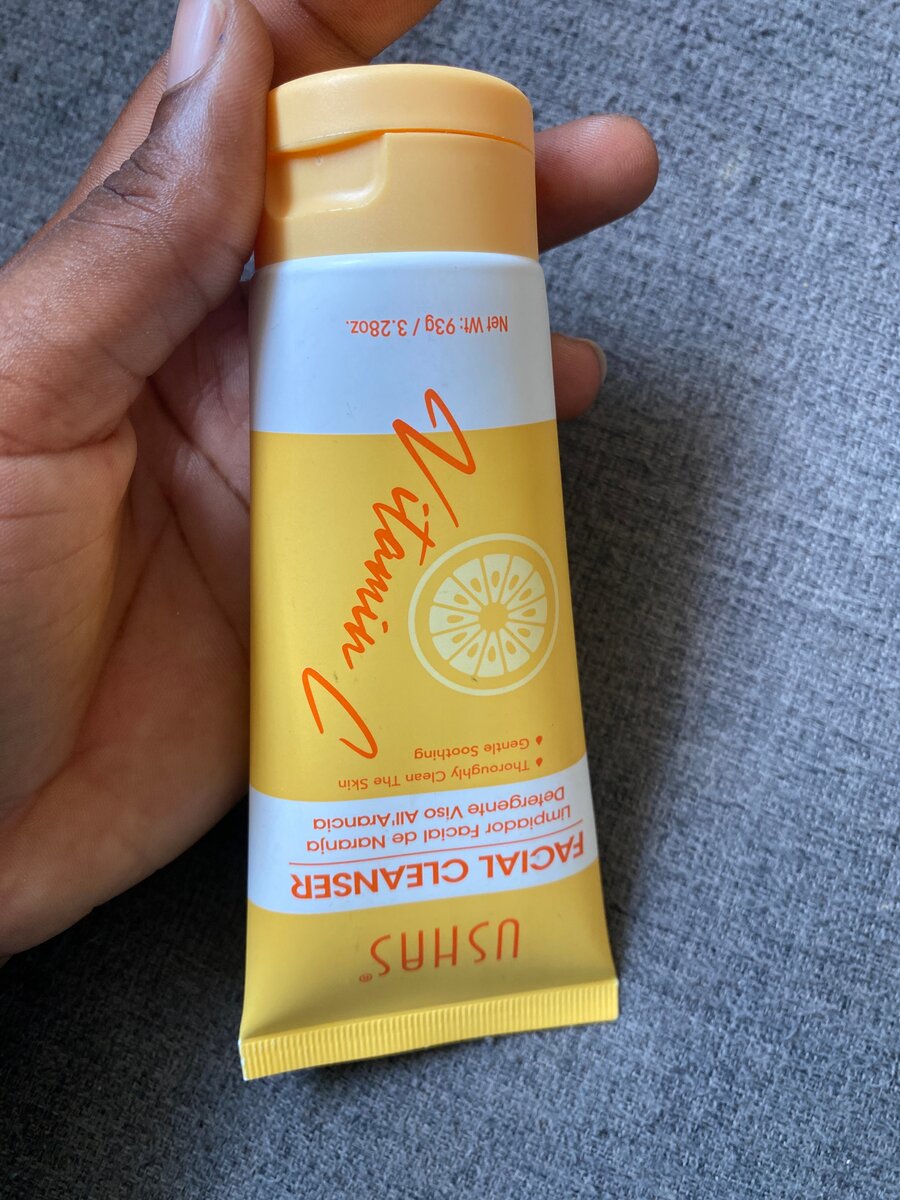 USHAS®
FACIAL CLEANSER
Limpiador Facial de Naranja
Detergente Viso All'Arancia
Thoroughly Clean The Skin
Gentle Soothing
Vitamin C
Net Wt: 93g / 3.28oz.